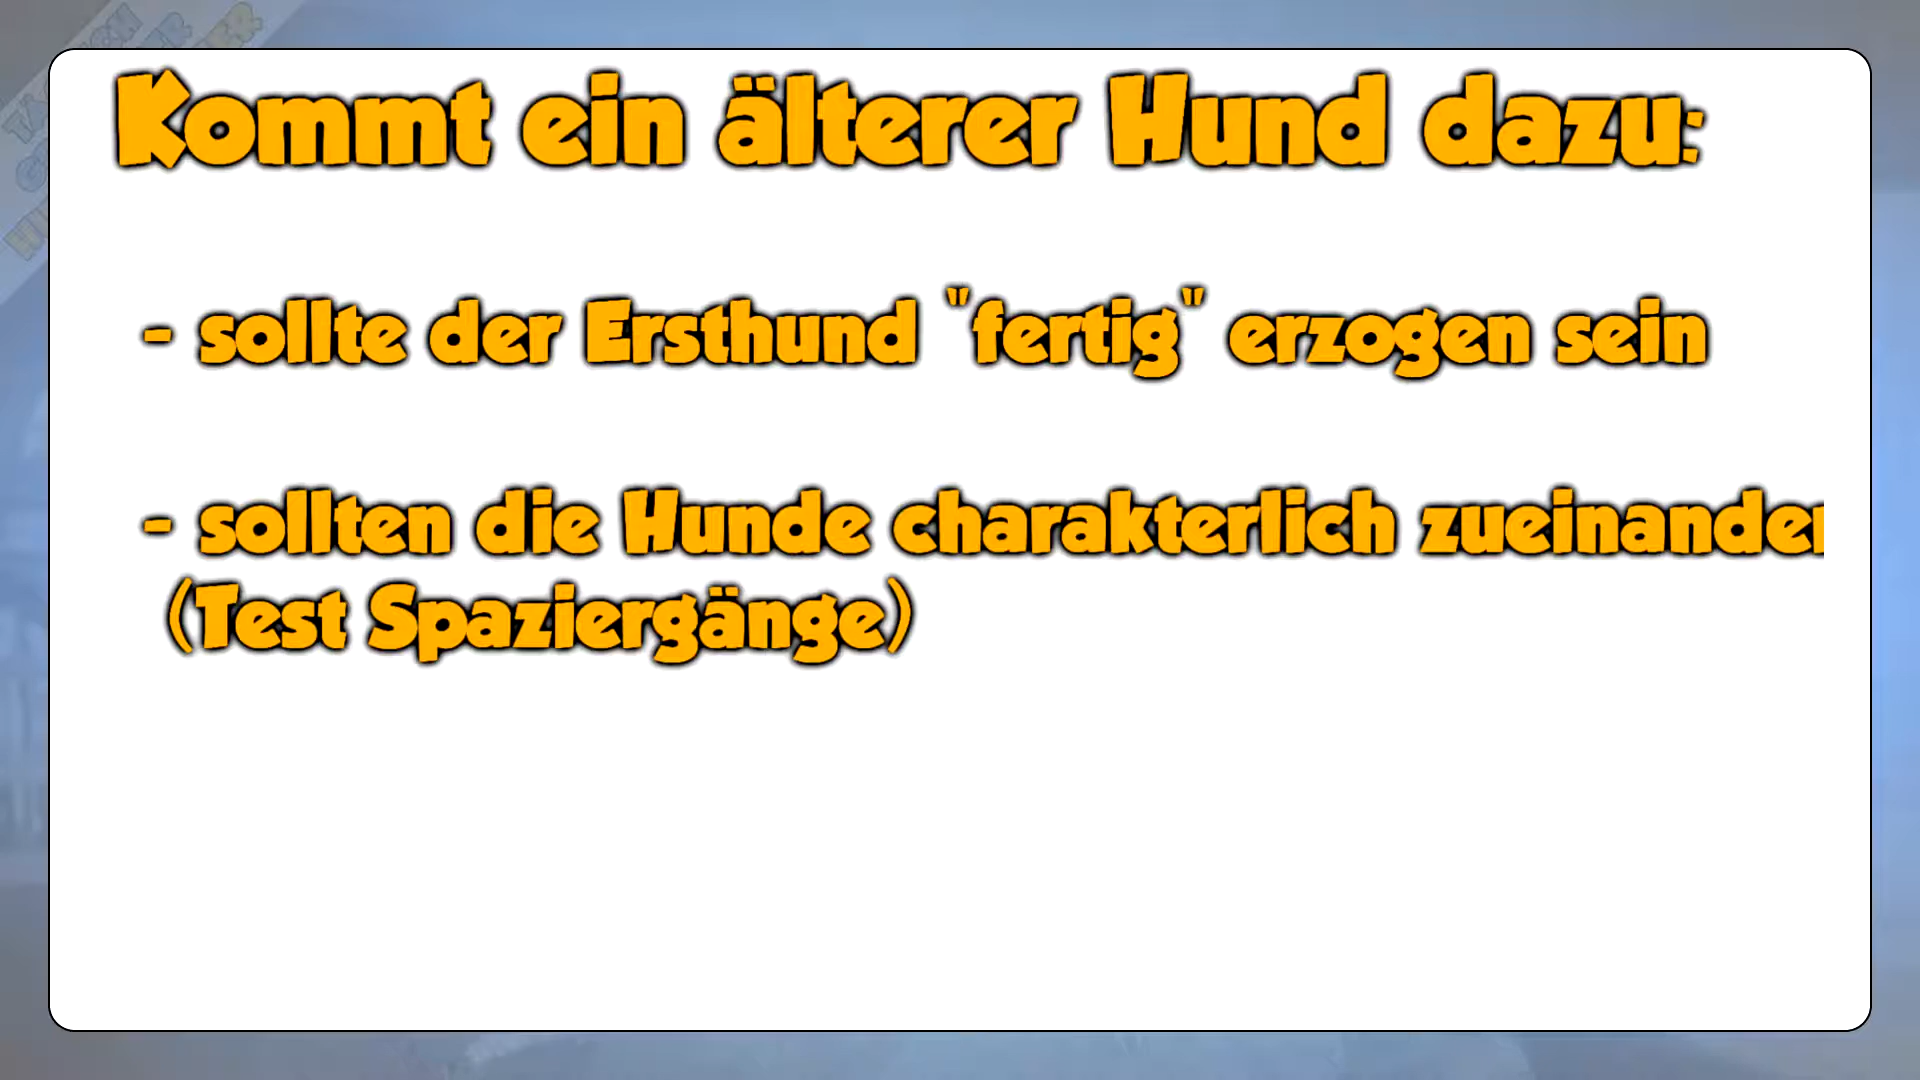 Kommt ein älterer Hund dazu:
- sollte der Ersthund "fertig" erzogen sein
- sollten die Hunde charakterlich zueinander
(Test Spaziergänge)